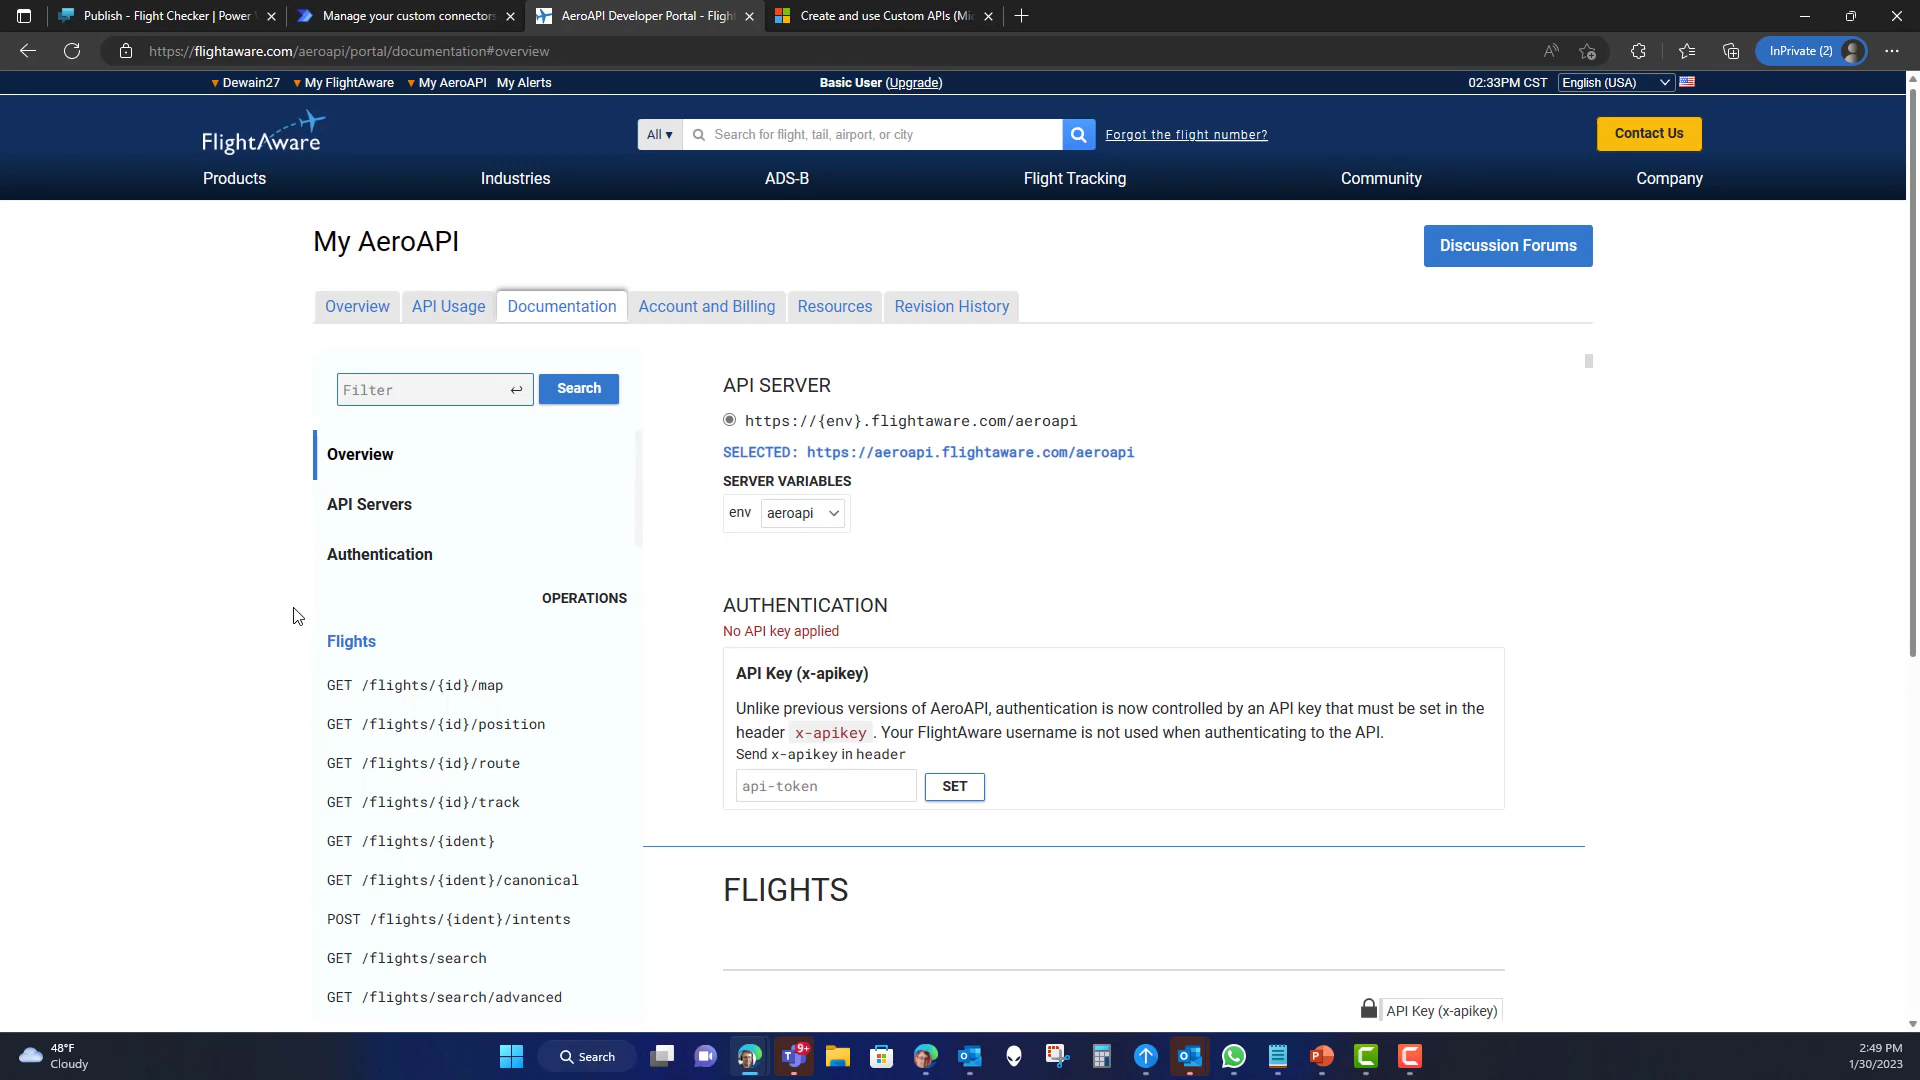 Publish - Flight Checker | Power
Manage your custom connectors
AeroAPI Developer Portal - Fligh
Create and use Custom APIs (Mi
https://flightaware.com/aeroapi/portal/documentation#overview
InPrivate (2)
▾ Dewain27 ▾ My FlightAware ▾ My AeroAPI My Alerts
Basic User (Upgrade)
02:33PM CST
English (USA)
FlightAware
All ▾
Search for flight, tail, airport, or city
Forgot the flight number?
Contact Us
Products
Industries
ADS-B
Flight Tracking
Community
Company
My AeroAPI
Discussion Forums
Overview
API Usage
Documentation
Account and Billing
Resources
Revision History
Filter
Search
Overview
API Servers
Authentication
OPERATIONS
Flights
GET /flights/{id}/map
GET /flights/{id}/position
GET /flights/{id}/route
GET /flights/{id}/track
GET /flights/{ident}
GET /flights/{ident}/canonical
POST /flights/{ident}/intents
GET /flights/search
GET /flights/search/advanced
API SERVER
https://{env}.flightaware.com/aeroapi
SELECTED: https://aeroapi.flightaware.com/aeroapi
SERVER VARIABLES
env aeroapi
AUTHENTICATION
No API key applied
API Key (x-apikey)
Unlike previous versions of AeroAPI, authentication is now controlled by an API key that must be set in the
header x-apikey. Your FlightAware username is not used when authenticating to the API.
Send x-apikey in header
api-token
SET
FLIGHTS
API Key (x-apikey)
48°F
Cloudy
Search
9+
2:49 PM
1/30/2023